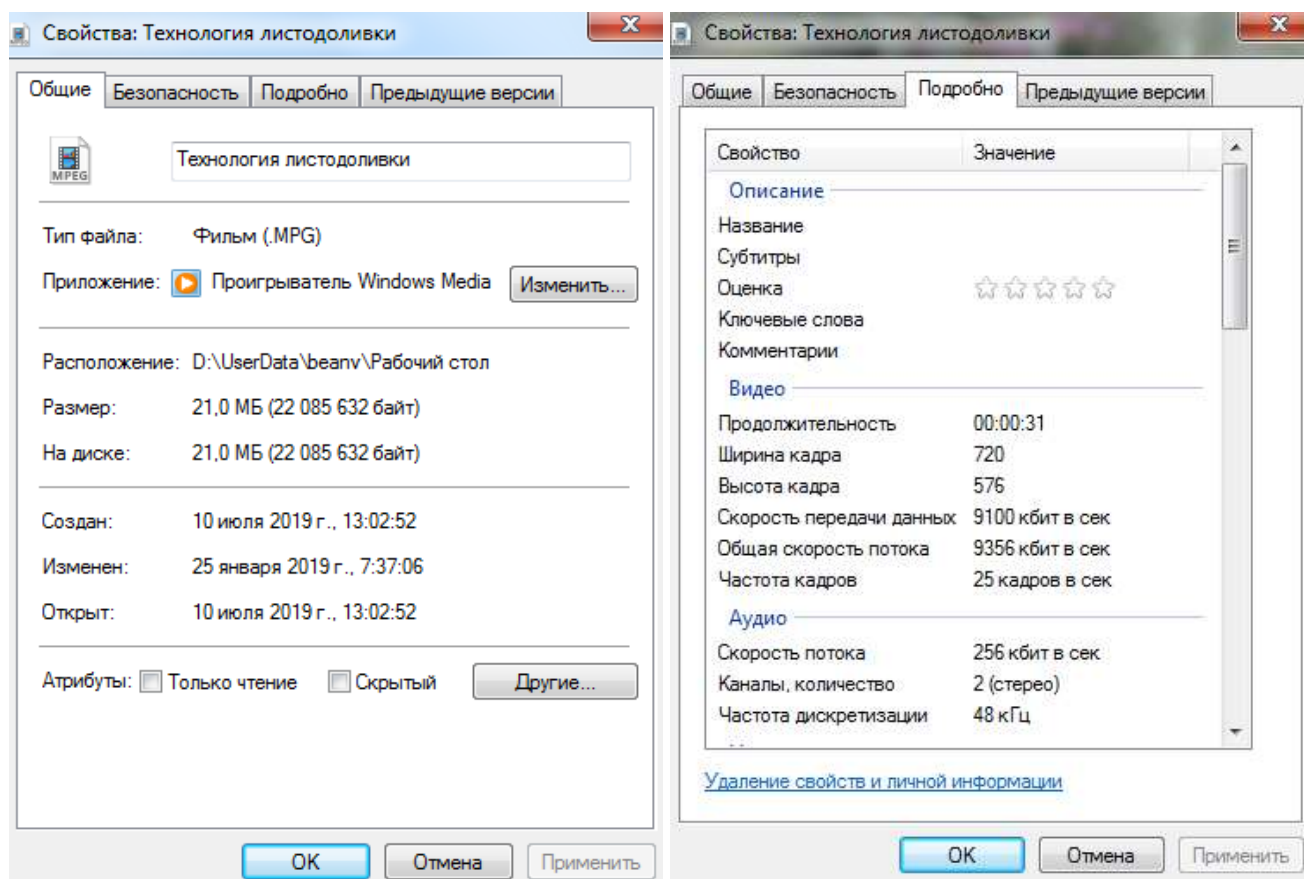 Свойства: Технология листодоливки
Общие
Безопасность
Подробно
Предыдущие версии
MPEG
Технология листодоливки
Тип файла: Фильм (.MPG)
Приложение: Проигрыватель Windows Media Изменить...
Расположение: D:\UserData\beanv\Рабочий стол
Размер: 21,0 МБ (22 085 632 байт)
На диске: 21,0 МБ (22 085 632 байт)
Создан: 10 июля 2019 г., 13:02:52
Изменен: 25 января 2019 г., 7:37:06
Открыт: 10 июля 2019 г., 13:02:52
Атрибуты: Только чтение Скрытый Другие...
ОК Отмена Применить
Свойства: Технология листодоливки
Общие
Безопасность
Подробно
Предыдущие версии
Свойство Значение
Описание
Название
Субтитры
Оценка
Ключевые слова
Комментарии
Видео
Продолжительность 00:00:31
Ширина кадра 720
Высота кадра 576
Скорость передачи данных 9100 кбит в сек
Общая скорость потока 9356 кбит в сек
Частота кадров 25 кадров в сек
Аудио
Скорость потока 256 кбит в сек
Каналы, количество 2 (стерео)
Частота дискретизации 48 кГц
Удаление свойств и личной информации
ОК Отмена Применить